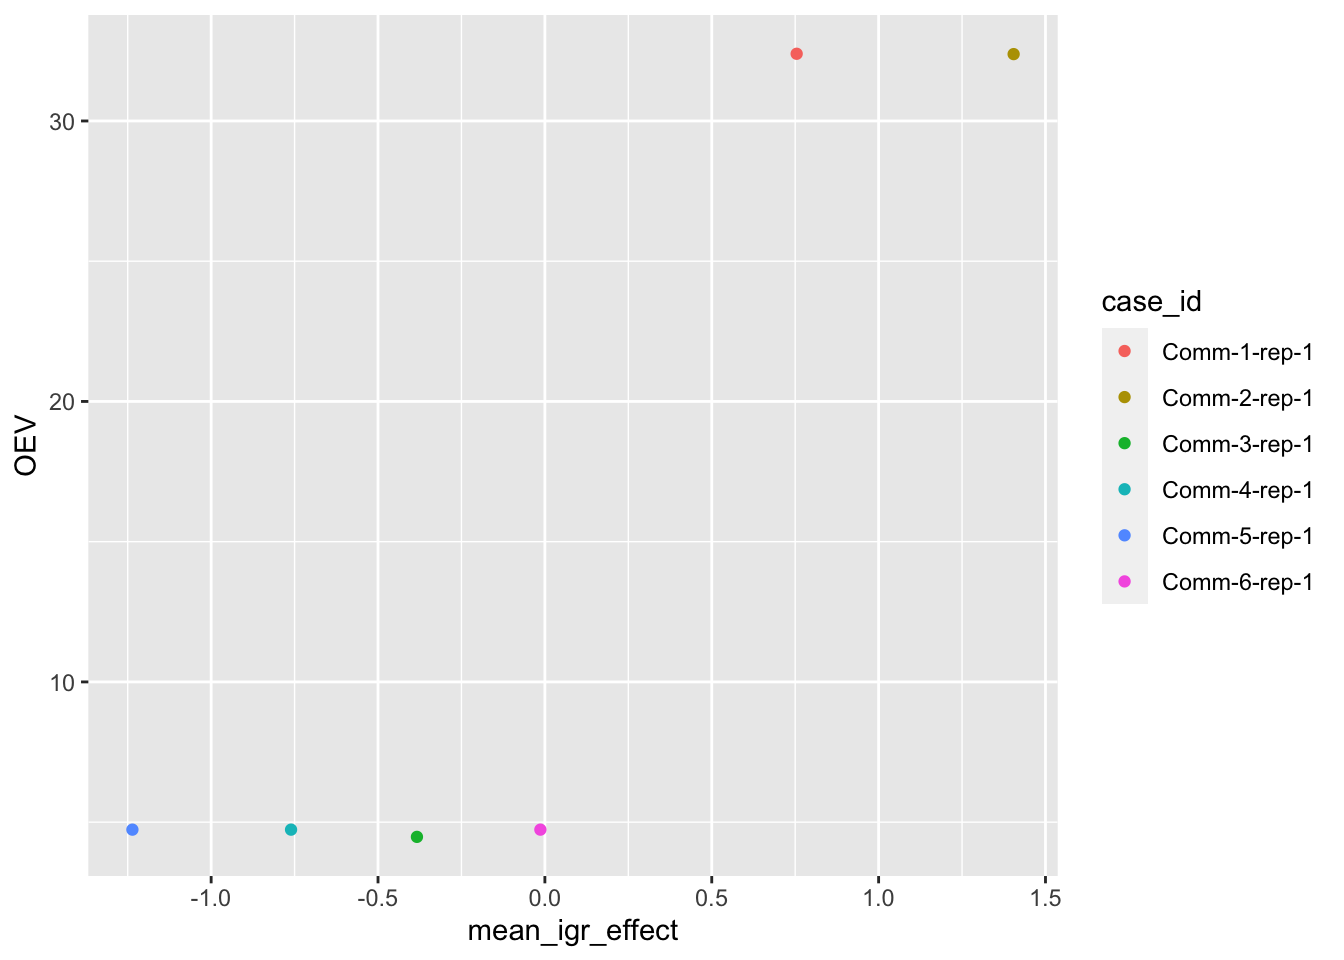 OEV
30
20
10
-1.0
-0.5
0.0
0.5
1.0
1.5
mean_igr_effect
case_id
Comm-1-rep-1
Comm-2-rep-1
Comm-3-rep-1
Comm-4-rep-1
Comm-5-rep-1
Comm-6-rep-1